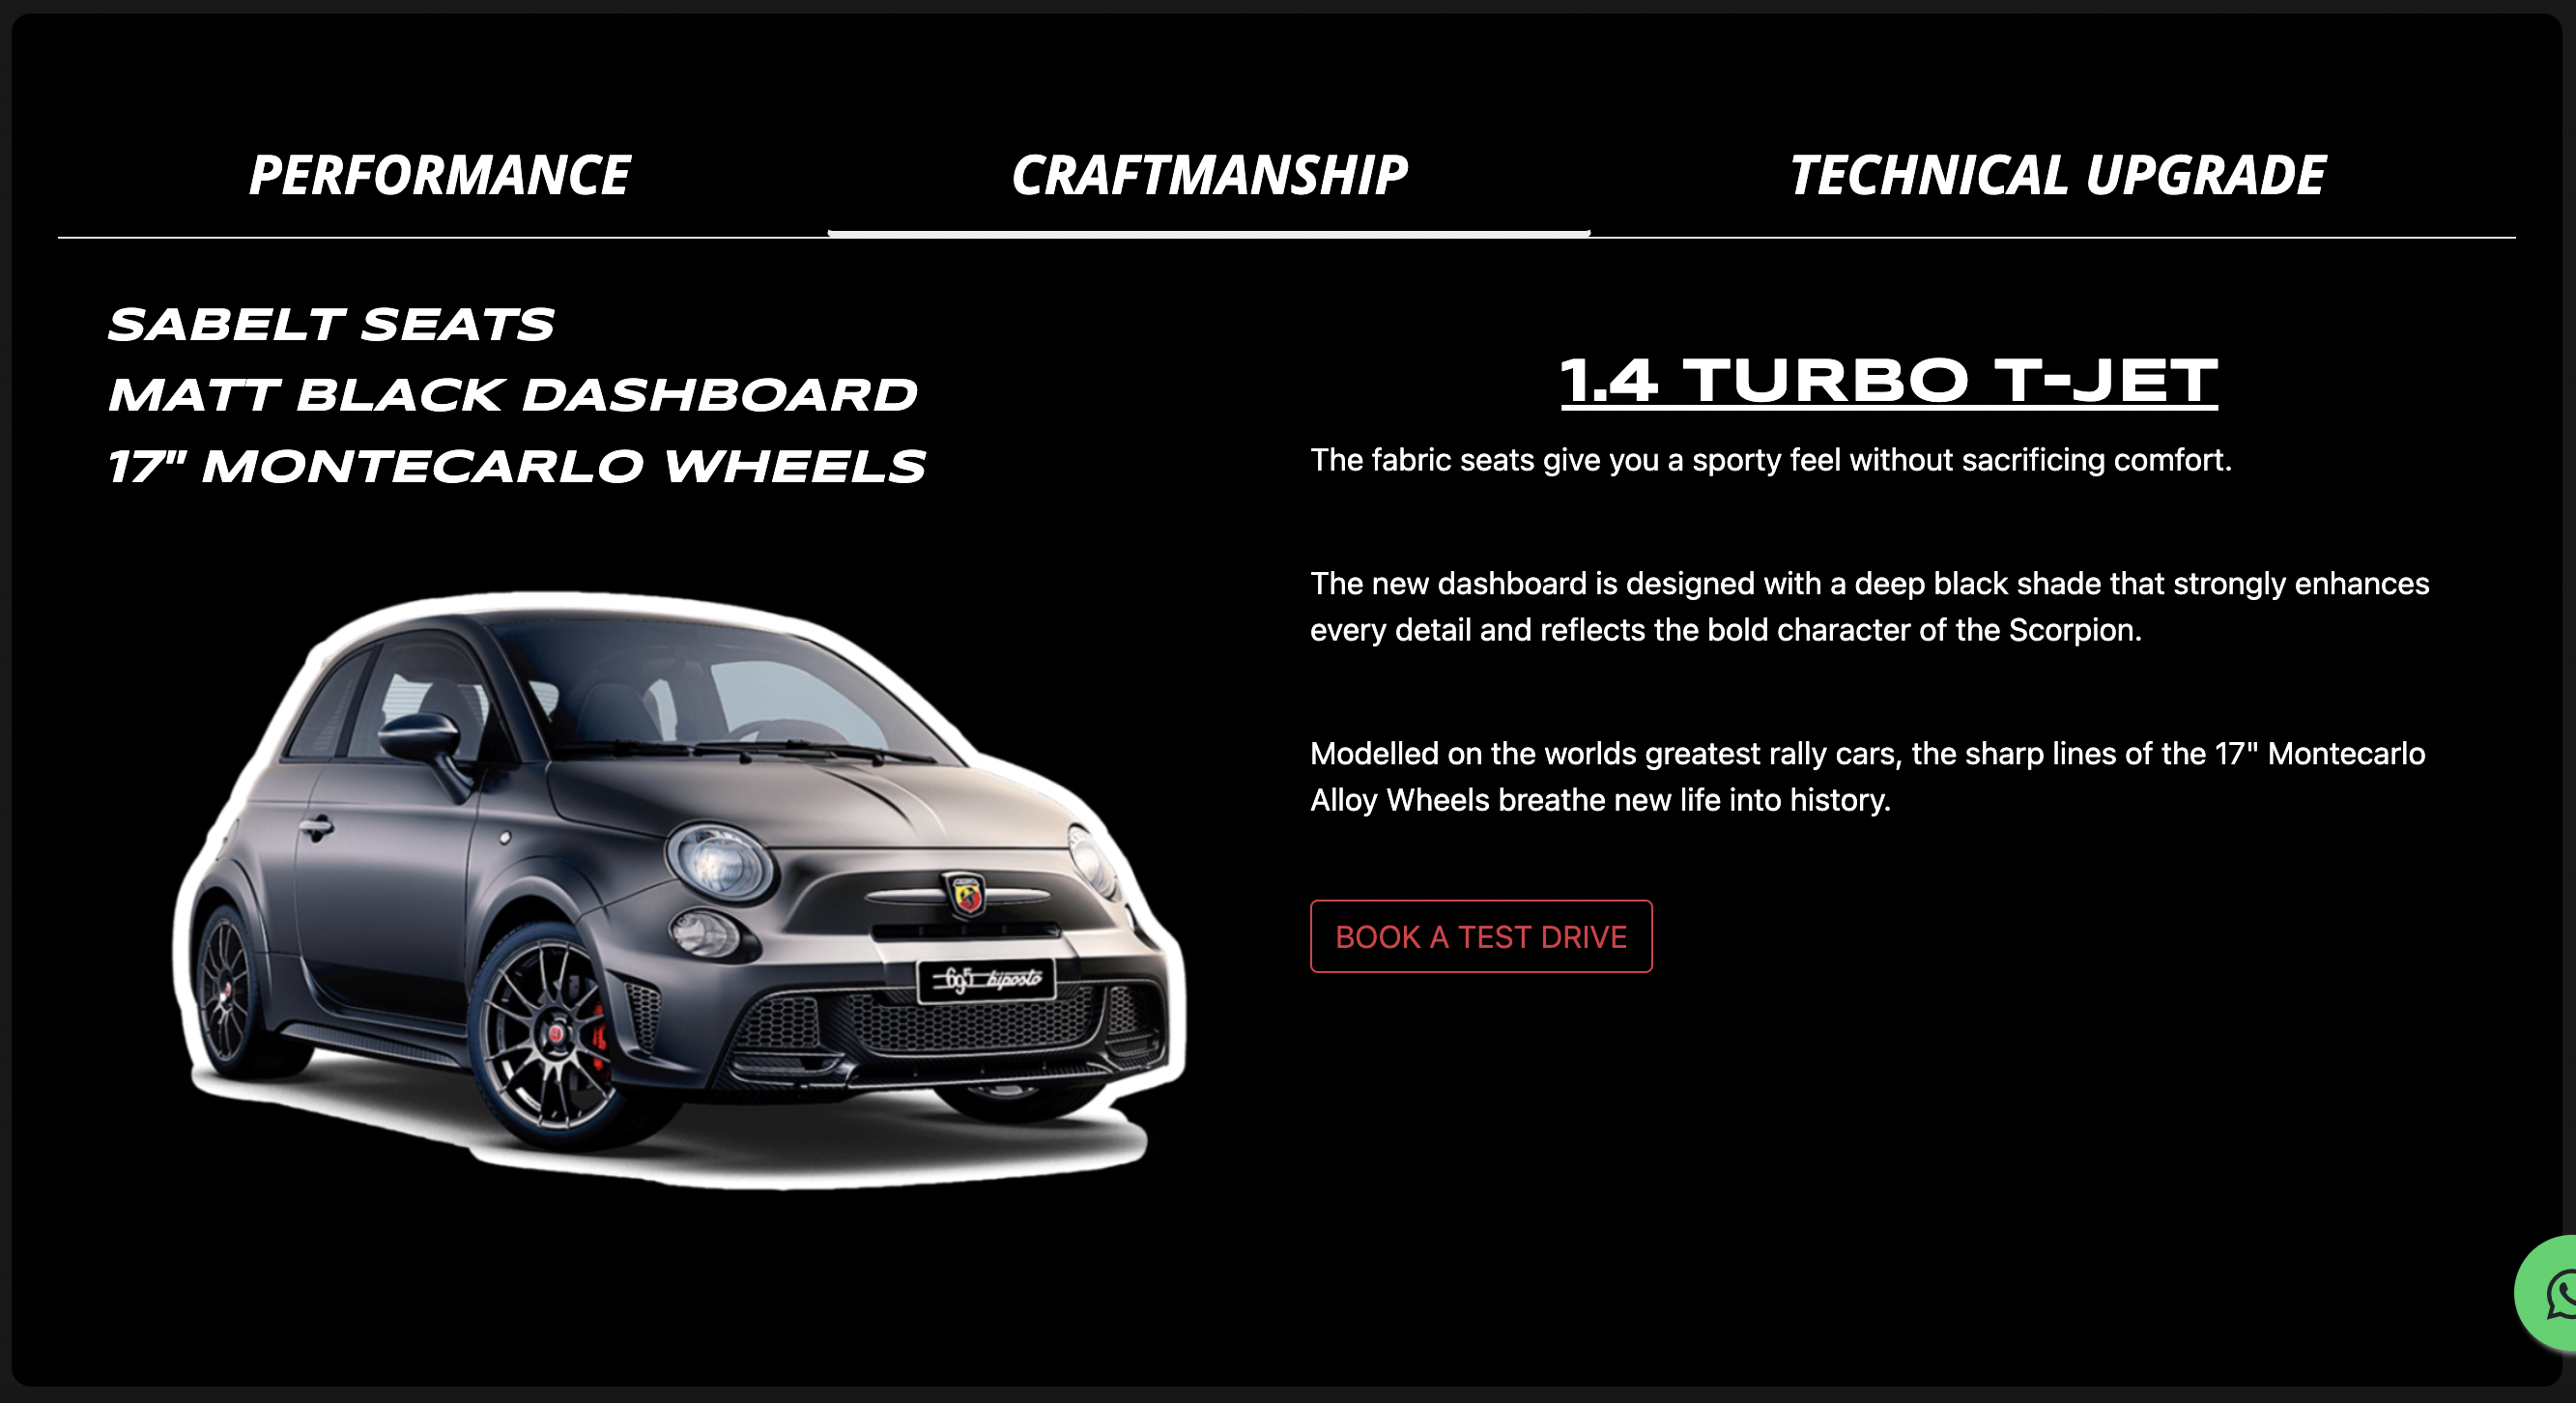 PERFORMANCE
CRAFTMANSHIP
TECHNICAL UPGRADE
SABELT SEATS
MATT BLACK DASHBOARD
17" MONTECARLO WHEELS
695 biposto
1.4 TURBO T-JET
The fabric seats give you a sporty feel without sacrificing comfort.
The new dashboard is designed with a deep black shade that strongly enhances
every detail and reflects the bold character of the Scorpion.
Modelled on the worlds greatest rally cars, the sharp lines of the 17" Montecarlo
Alloy Wheels breathe new life into history.
BOOK A TEST DRIVE